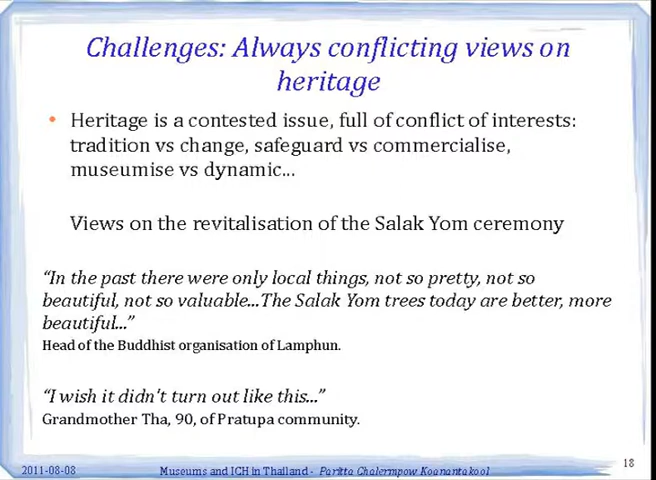 Challenges: Always conflicting views on
heritage
• Heritage is a contested issue, full of conflict of interests:
tradition vs change, safeguard vs commercialise,
museumise vs dynamic...
Views on the revitalisation of the Salak Yom ceremony
“In the past there were only local things, not so pretty, not so
beautiful, not so valuable...The Salak Yom trees today are better, more
beautiful...”
Head of the Buddhist organisation of Lamphun.
“I wish it didn't turn out like this...”
Grandmother Tha, 90, of Pratupa community.
2011-08-08
Museums and ICH in Thailand - Paritta Chalermpow Koanantakool
18